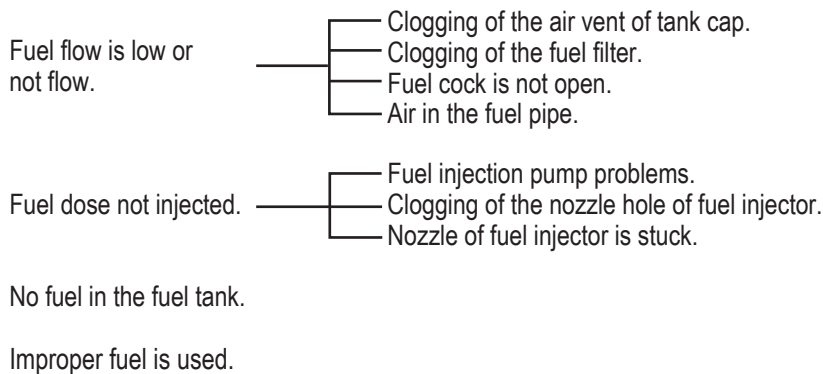 Fuel flow is low or
not flow.
Clogging of the air vent of tank cap.
Clogging of the fuel filter.
Fuel cock is not open.
Air in the fuel pipe.
Fuel dose not injected.
Fuel injection pump problems.
Clogging of the nozzle hole of fuel injector.
Nozzle of fuel injector is stuck.
No fuel in the fuel tank.
Improper fuel is used.